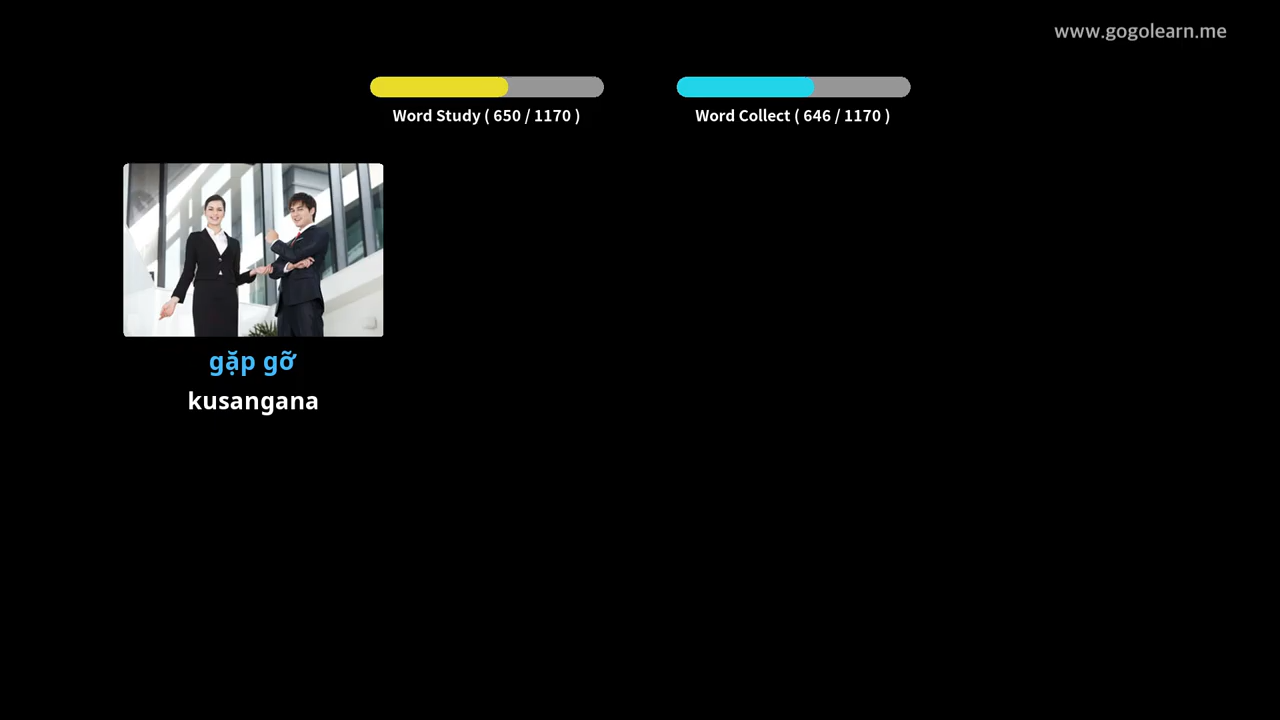 www.gogolearn.me
Word Study ( 650 / 1170 )
Word Collect ( 646 / 1170 )
gặp gỡ
kusangana